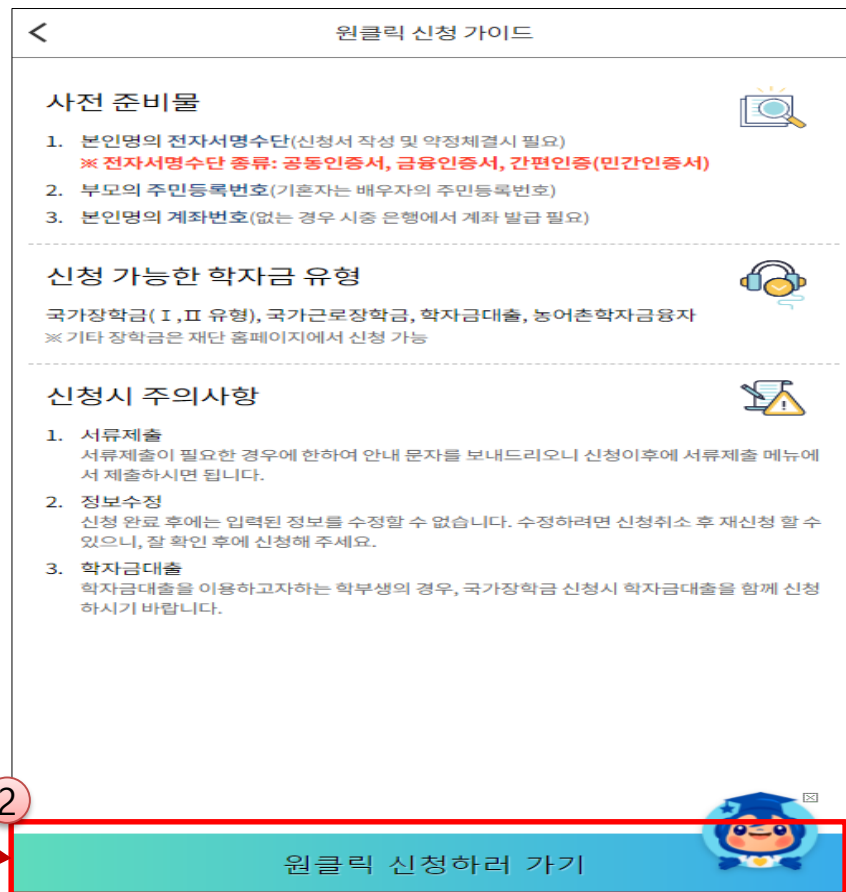 원클릭 신청 가이드
사전 준비물
1. 본인명의 전자서명수단(신청서 작성 및 약정체결시 필요)
※ 전자서명수단 종류: 공동인증서, 금융인증서, 간편인증(민간인증서)
2. 부모의 주민등록번호(기혼자는 배우자의 주민등록번호)
3. 본인명의 계좌번호(없는 경우 시중 은행에서 계좌 발급 필요)
신청 가능한 학자금 유형
국가장학금(Ⅰ,Ⅱ 유형), 국가근로장학금, 학자금대출, 농어촌학자금융자
※ 기타 장학금은 재단 홈페이지에서 신청 가능
신청시 주의사항
1. 서류제출
서류제출이 필요한 경우에 한하여 안내 문자를 보내드리오니 신청이후에 서류제출 메뉴에
서 제출하시면 됩니다.
2. 정보수정
신청 완료 후에는 입력된 정보를 수정할 수 없습니다. 수정하려면 신청취소 후 재신청 할 수
있으니, 잘 확인 후에 신청해 주세요.
3. 학자금대출
학자금대출을 이용하고자하는 학부생의 경우, 국가장학금 신청시 학자금대출을 함께 신청
하시기 바랍니다.
2
원클릭 신청하러 가기